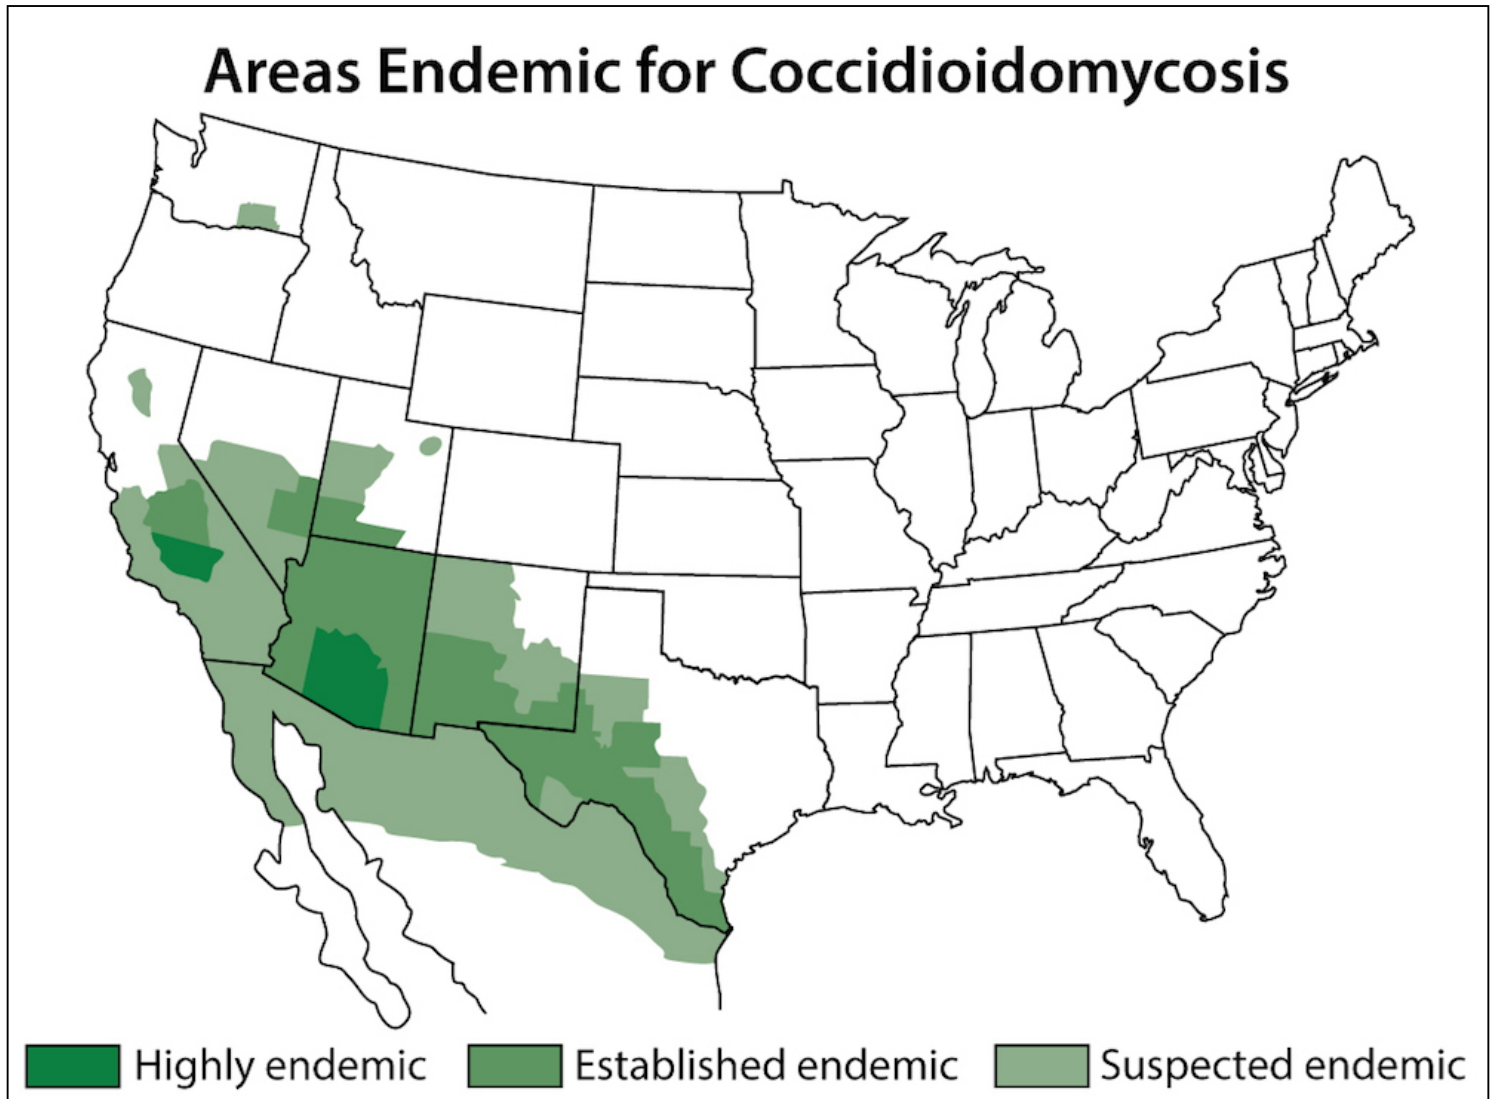 Areas Endemic for Coccidioidomycosis
Highly endemic
Established endemic
Suspected endemic